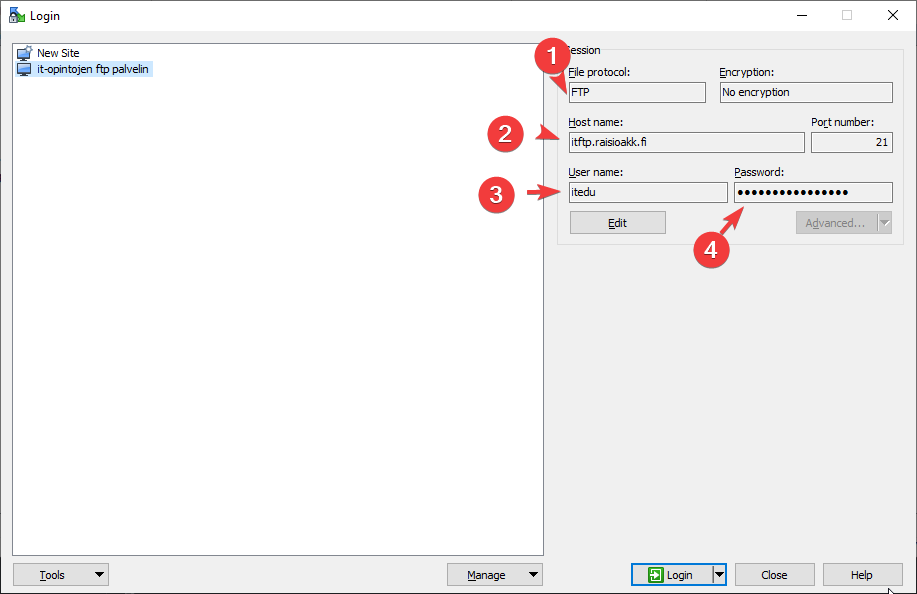 Login
New Site
it-opintojen ftp palvelin
1
Session
File protocol:
Encryption:
FTP
No encryption
2
Host name:
Port number:
itftp.raisioakk.fi
21
3
User name:
Password:
itedu
●●●●●●●●●●●●●●●●
Edit
Advanced...
4
Tools
Manage
Login
Close
Help